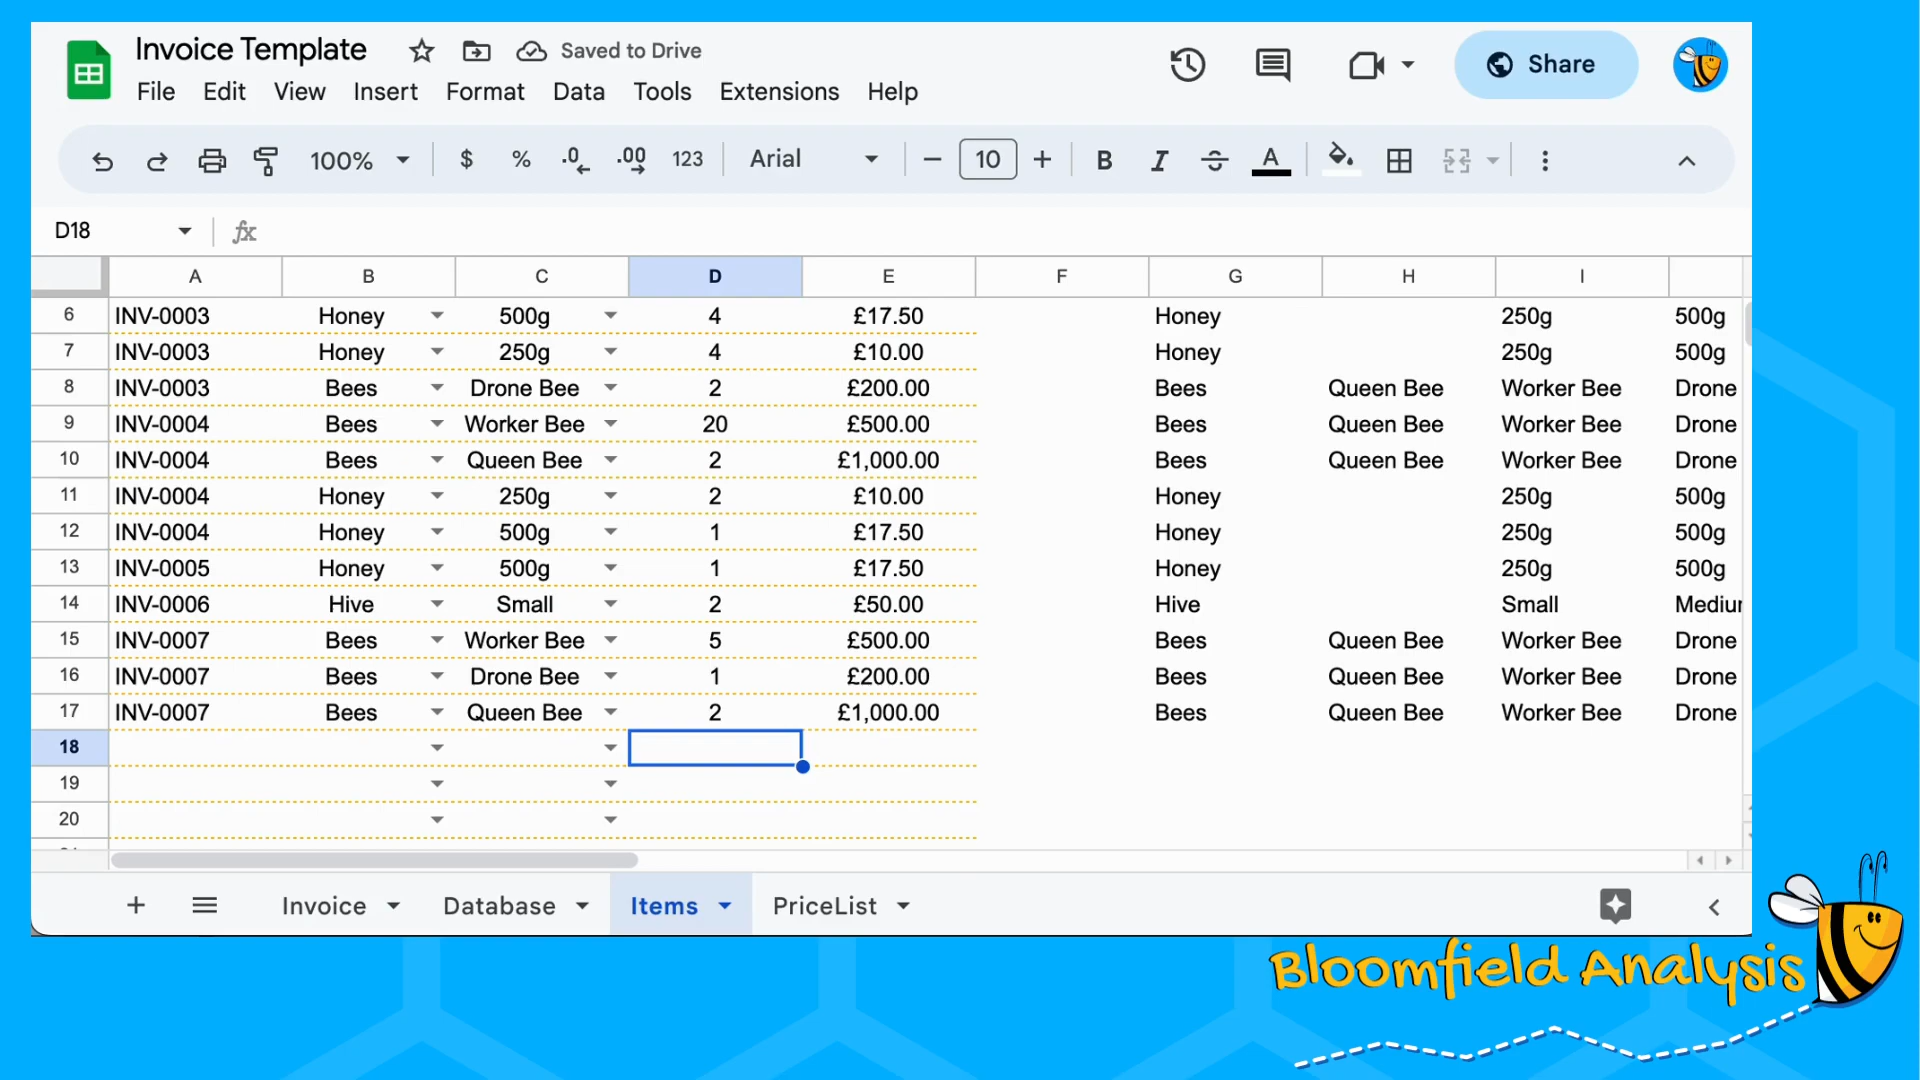 Invoice Template Saved to Drive
File Edit View Insert Format Data Tools Extensions Help
Share
100% $ % .0 .00 123 Arial 10 B I A
D18 fx
A B C D E F G H I
6 INV-0003 Honey 500g 4 £17.50 Honey 250g 500g
7 INV-0003 Honey 250g 4 £10.00 Honey 250g 500g
8 INV-0003 Bees Drone Bee 2 £200.00 Bees Queen Bee Worker Bee Drone
9 INV-0004 Bees Worker Bee 20 £500.00 Bees Queen Bee Worker Bee Drone
10 INV-0004 Bees Queen Bee 2 £1,000.00 Bees Queen Bee Worker Bee Drone
11 INV-0004 Honey 250g 2 £10.00 Honey 250g 500g
12 INV-0004 Honey 500g 1 £17.50 Honey 250g 500g
13 INV-0005 Honey 500g 1 £17.50 Honey 250g 500g
14 INV-0006 Hive Small 2 £50.00 Hive Small
15 INV-0007 Bees Worker Bee 5 £500.00 Bees Queen Bee Worker Bee Drone
16 INV-0007 Bees Drone Bee 1 £200.00 Bees Queen Bee Worker Bee Drone
17 INV-0007 Bees Queen Bee 2 £1,000.00 Bees Queen Bee Worker Bee Drone
18
19
20
Invoice Database Items PriceList
Bloomfield Analysis